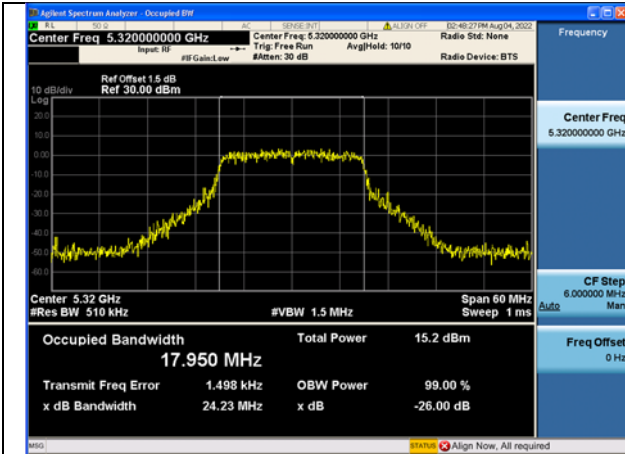 Agilent Spectrum Analyzer - Occupied BW
RL 50 Ω AC SENSE:INT ALIGN OFF 02:48:27 PM Aug 04, 2022
Center Freq 5.320000000 GHz Center Freq: 5.320000000 GHz Radio Std: None
Input: RF Trig: Free Run Avg|Hold: 10/10
#IFGain:Low #Atten: 30 dB Radio Device: BTS
Ref Offset 1.5 dB
10 dB/div Ref 30.00 dBm
Log
20.0
10.0
0.00
-10.0
-20.0
-30.0
-40.0
-50.0
-60.0
Center 5.32 GHz Span 60 MHz
#Res BW 510 kHz #VBW 1.5 MHz Sweep 1 ms
Occupied Bandwidth Total Power 15.2 dBm
17.950 MHz
Transmit Freq Error 1.498 kHz OBW Power 99.00 %
x dB Bandwidth 24.23 MHz x dB -26.00 dB
MSG STATUS Align Now, All required
Frequency
Center Freq
5.320000000 GHz
CF Step
6.000000 MHz
Auto Man
Freq Offset
0 Hz